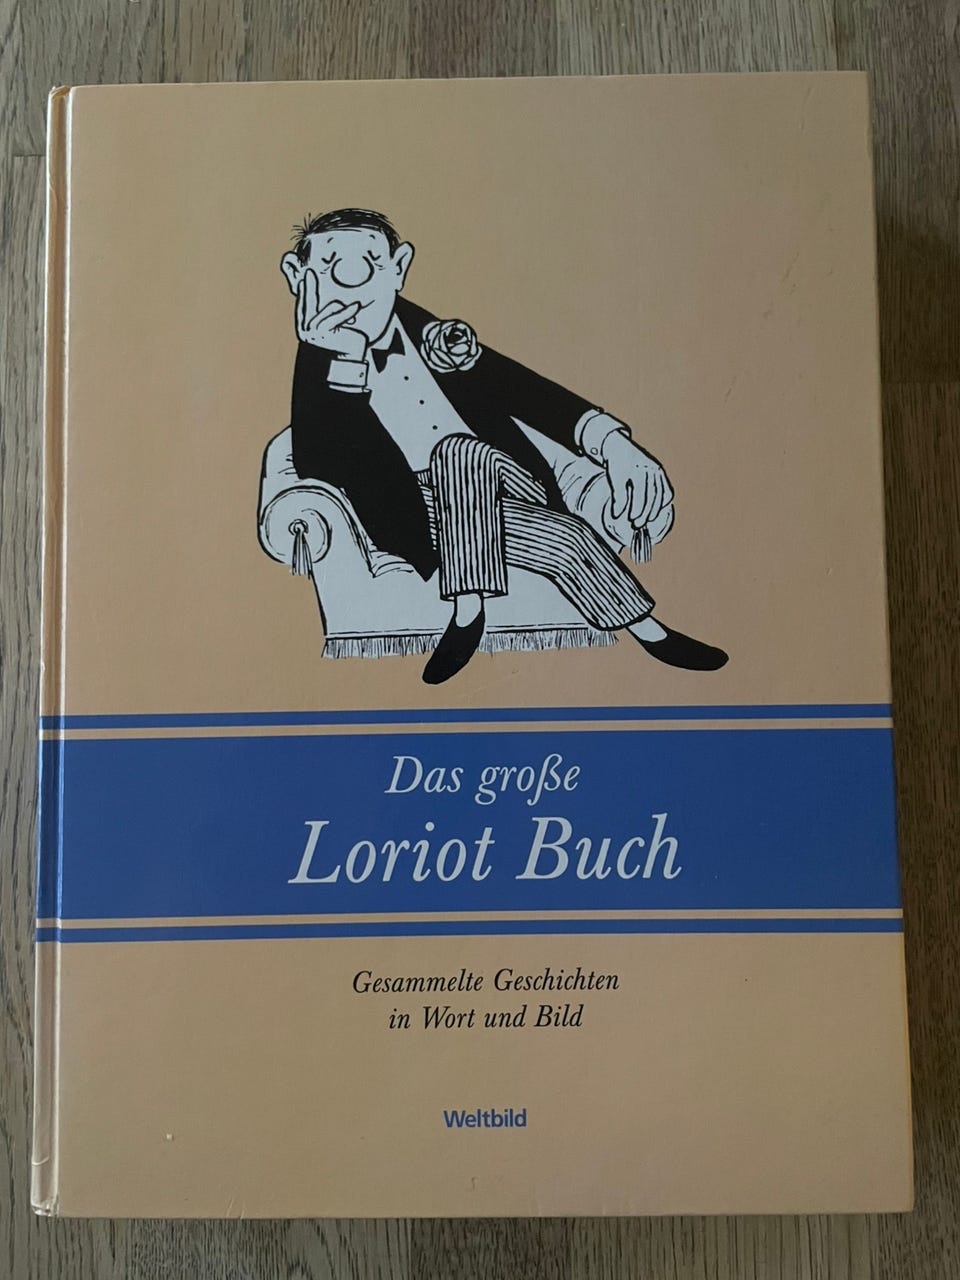 Das große
Loriot Buch
Gesammelte Geschichten
in Wort und Bild
Weltbild